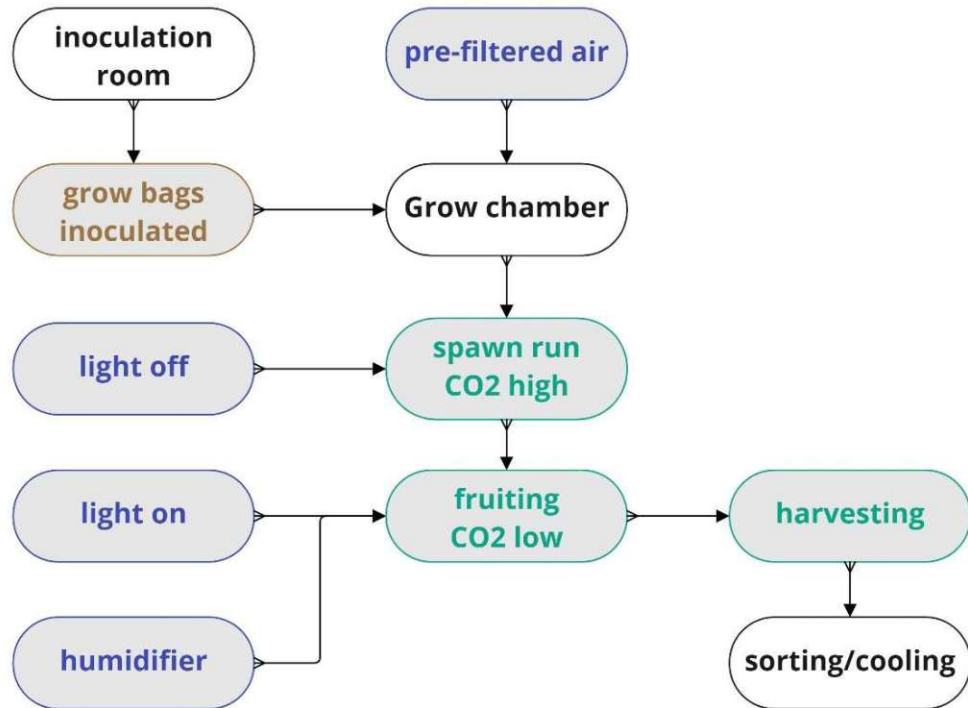 inoculation
room
pre-filtered air
grow bags
inoculated
Grow chamber
light off
spawn run
CO2 high
light on
fruiting
CO2 low
harvesting
humidifier
sorting/cooling